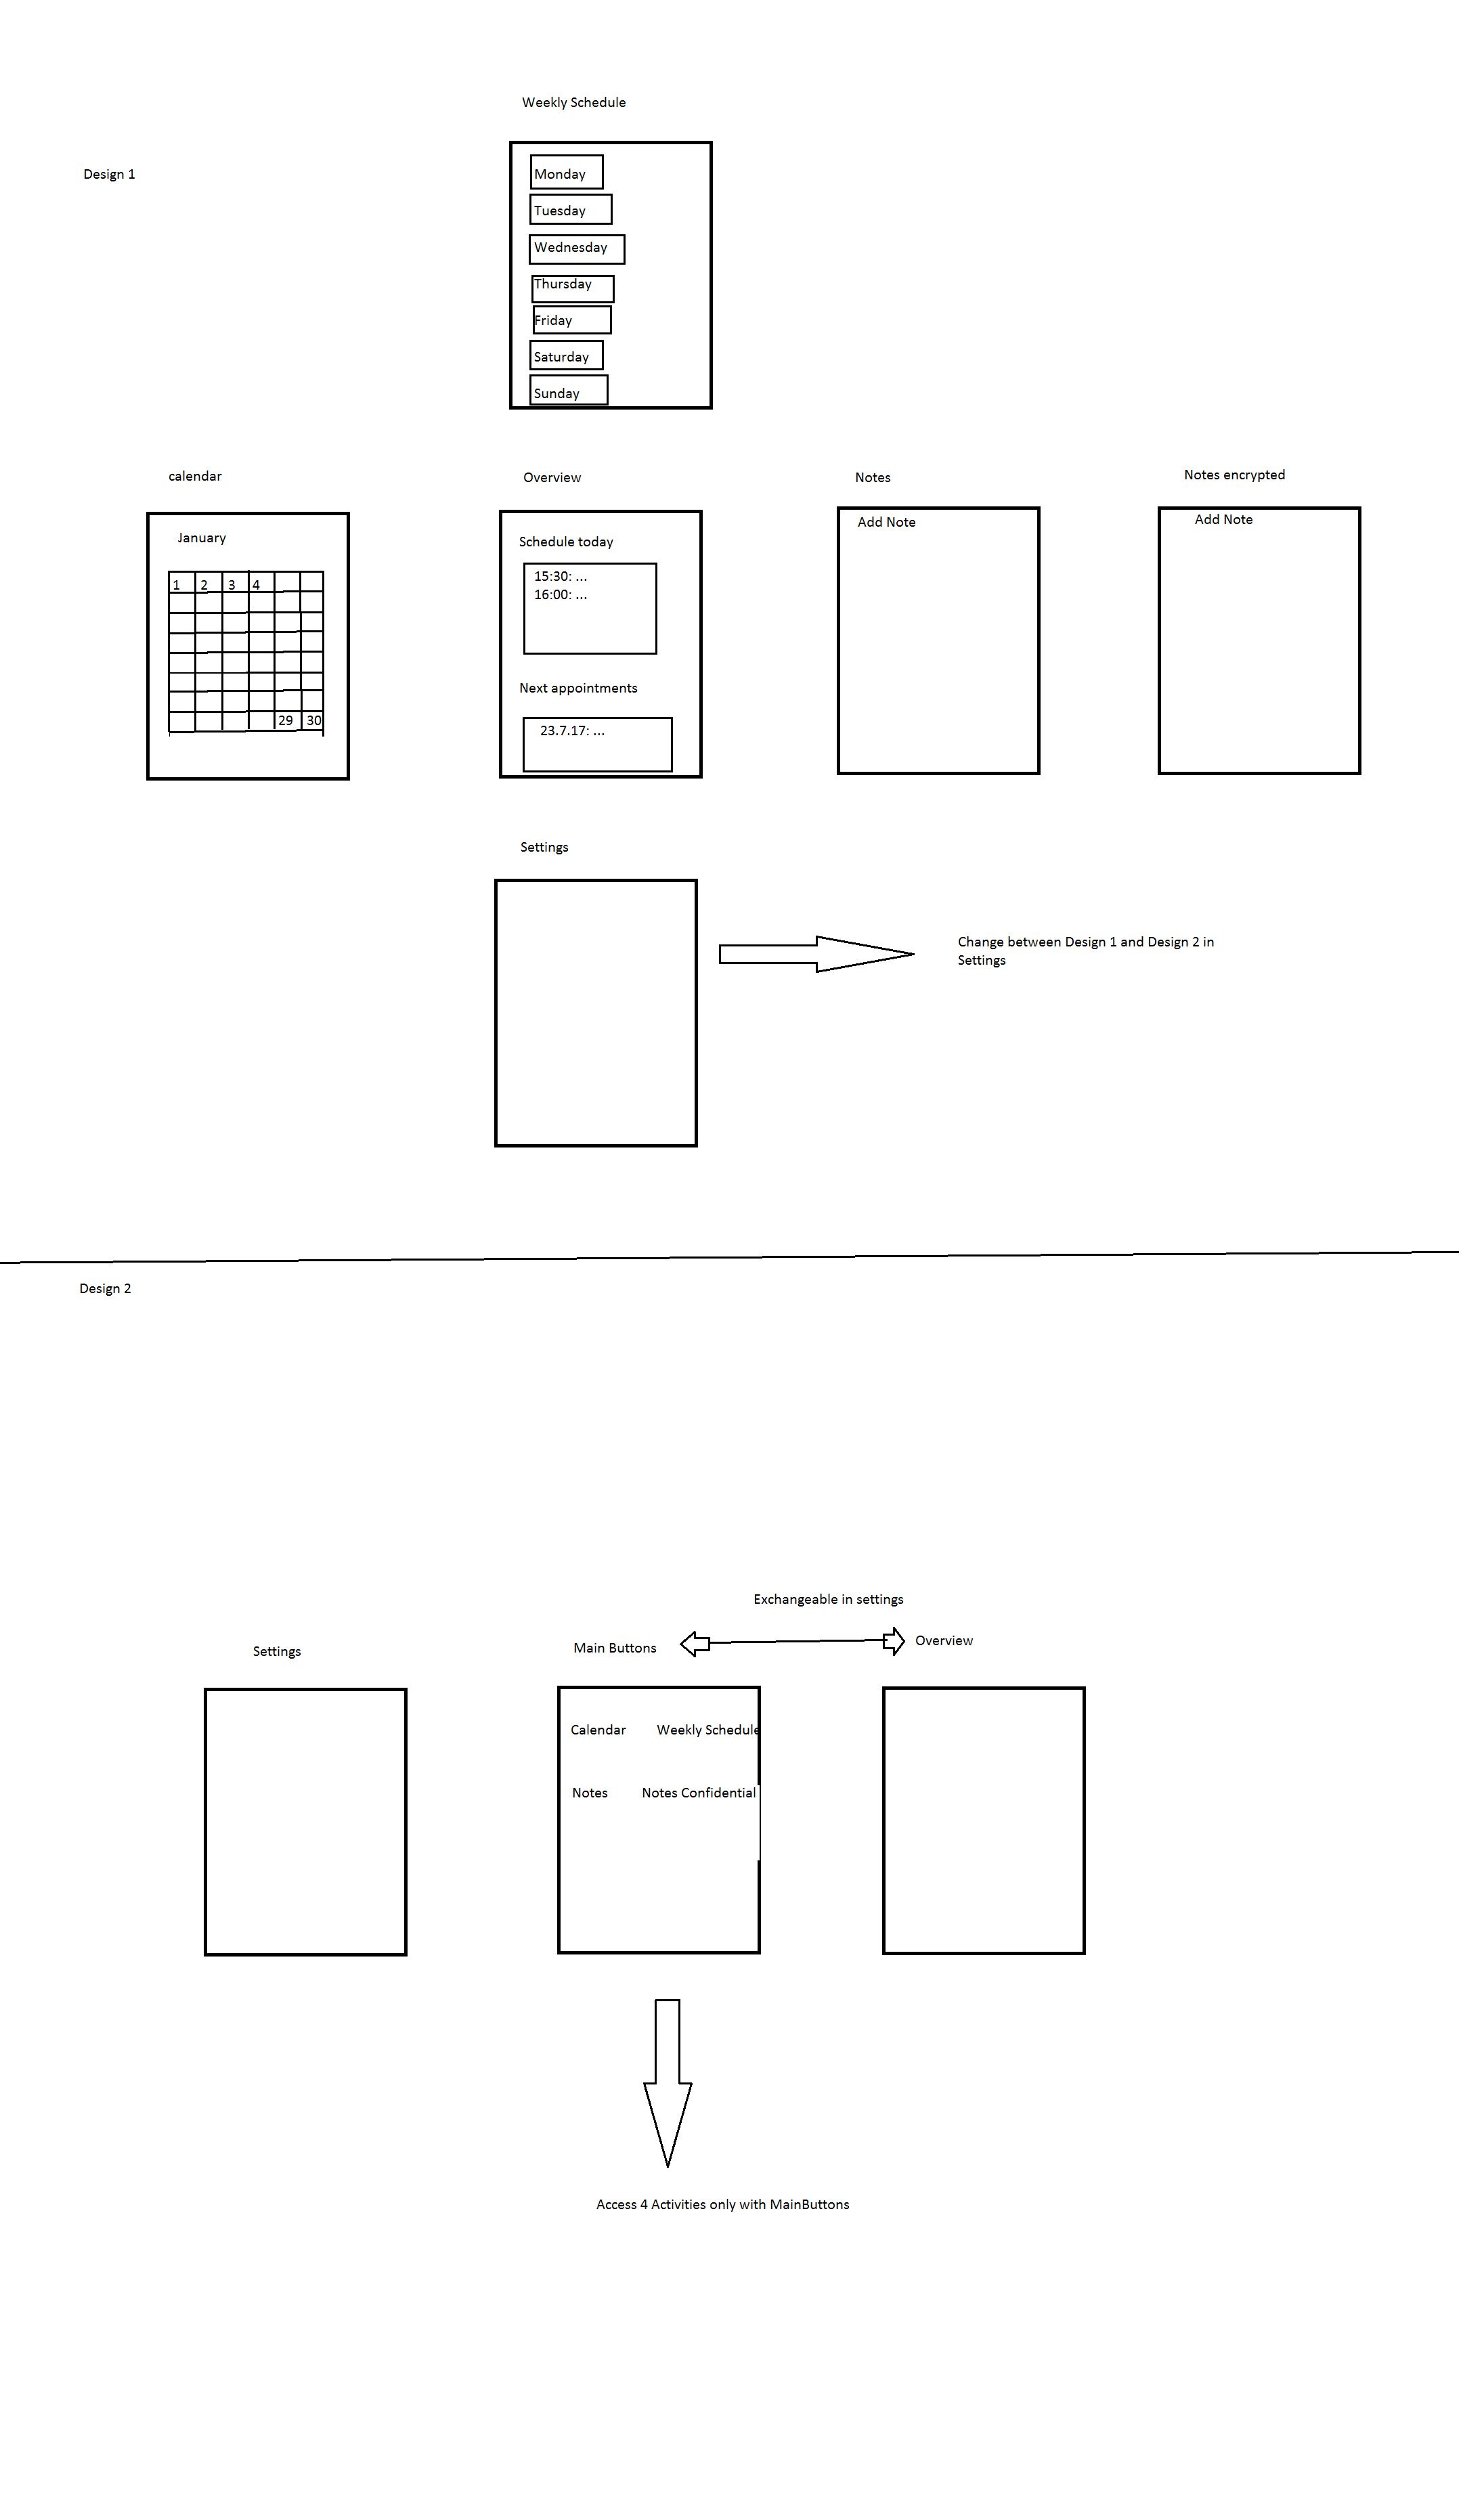 Weekly Schedule
Design 1
Monday
Tuesday
Wednesday
Thursday
Friday
Saturday
Sunday
calendar
January
1 2 3 4
29 30
Overview
Schedule today
15:30: ...
16:00: ...
Next appointments
23.7.17: ...
Notes
Add Note
Notes encrypted
Add Note
Settings
Change between Design 1 and Design 2 in
Settings
Design 2
Exchangeable in settings
Settings
Main Buttons
Overview
Calendar Weekly Schedule
Notes Notes Confidential
Access 4 Activities only with MainButtons